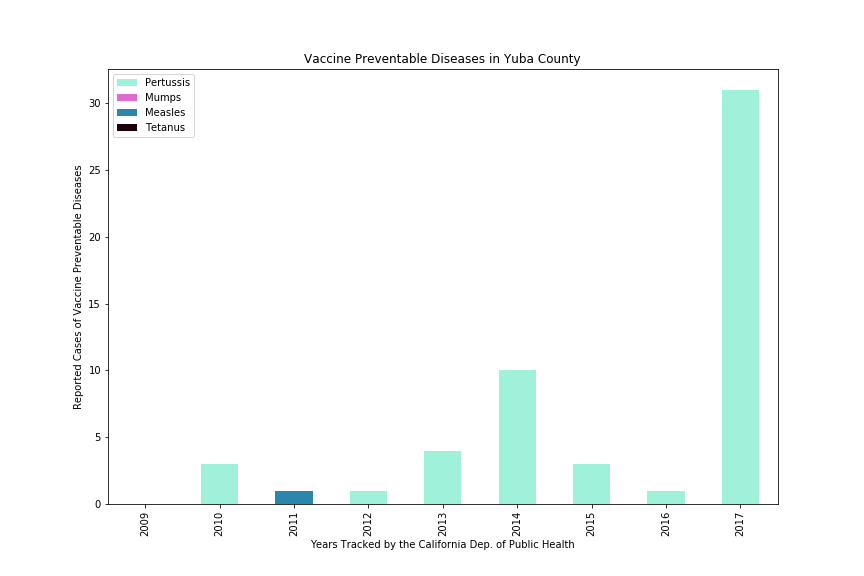 Vaccine Preventable Diseases in Yuba County
Pertussis
Mumps
Measles
Tetanus
Reported Cases of Vaccine Preventable Diseases
30
25
20
15
10
5
0
2009
2010
2011
2012
2013
2014
2015
2016
2017
Years Tracked by the California Dep. of Public Health